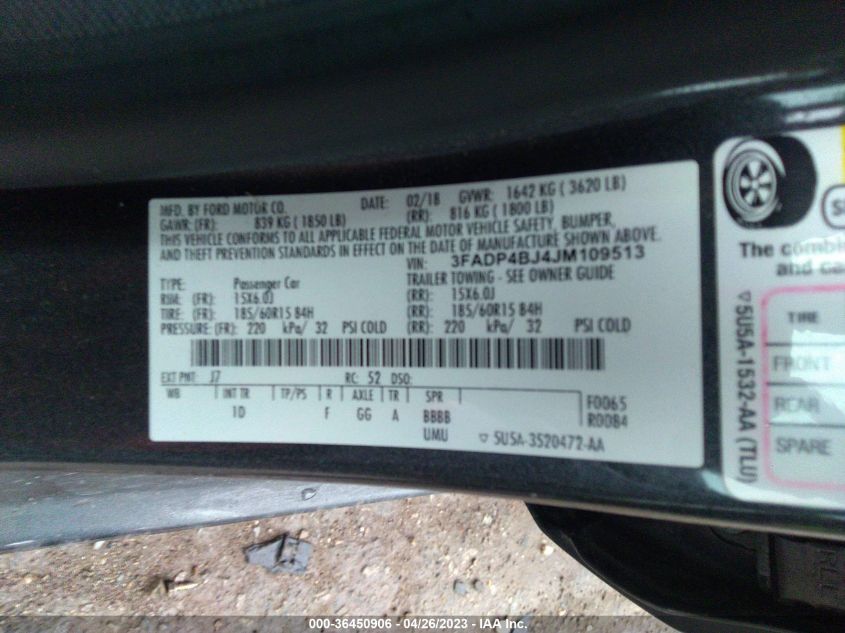 MFD. BY FORD MOTOR CO. DATE: 02/18 GVWR: 1642 KG ( 3620 LB)
GAWR: (FR): 839 KG ( 1850 LB) (RR): 816 KG ( 1800 LB)
THIS VEHICLE CONFORMS TO ALL APPLICABLE FEDERAL MOTOR VEHICLE SAFETY, BUMPER,
AND THEFT PREVENTION STANDARDS IN EFFECT ON THE DATE OF MANUFACTURE SHOWN ABOVE.
VIN: 3FADP4BJ4JM109513
TYPE: Passenger Car TRAILER TOWING - SEE OWNER GUIDE
RIM: (FR): 15X6.0J (RR): 15X6.0J
TIRE: (FR): 185/60R15 84H (RR): 185/60R15 84H
PRESSURE: (FR): 220 kPa/ 32 PSI COLD (RR): 220 kPa/ 32 PSI COLD
EXT PNT: J7 RC: 52 DSO:
WB INT TR TP/PS R AXLE TR SPR F0065
1D F GG A BBBB R0084
UMU ▽ 5U5A-3520472-AA
The combin
and ca
TIRE
FRONT
REAR
SPARE
▽ 5U5A-1532-AA (TLU)
000-36450906 - 04/26/2023 - IAA Inc.